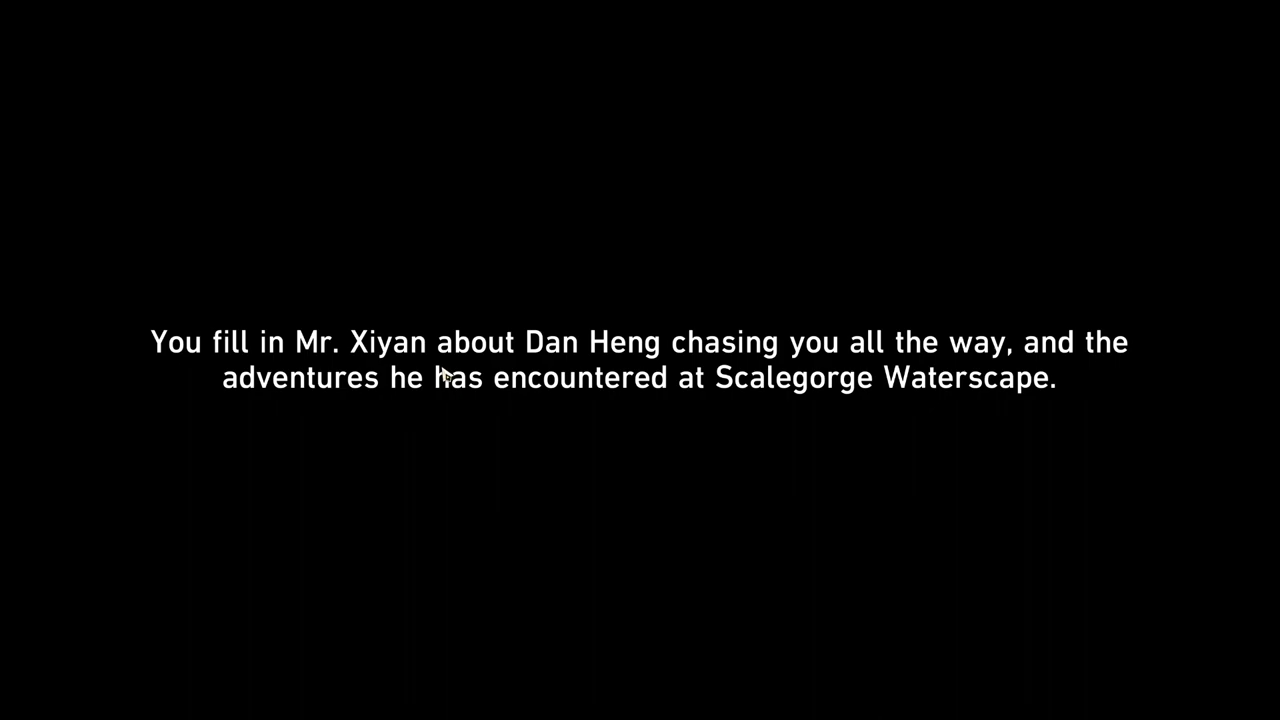 You fill in Mr. Xiyan about Dan Heng chasing you all the way, and the
adventures he has encountered at Scalegorge Waterscape.